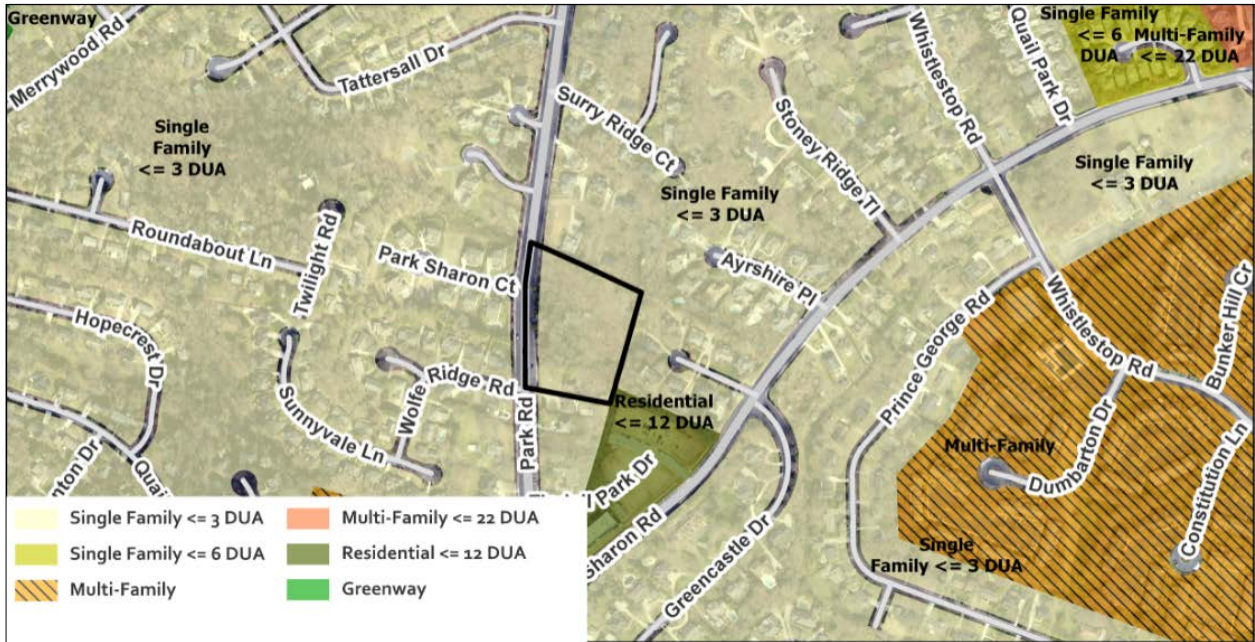 Greenway
Merrywood Rd
Tattersall Dr
Surry Ridge Ct
Stoney Ridge Tl
Whistlestop Rd
Quail Park Dr
Single Family
<= 6
DUA
Multi-Family
<= 22 DUA
Single
Family
<= 3 DUA
Single Family
<= 3 DUA
Single Family
<= 3 DUA
Roundabout Ln
Twilight Rd
Park Sharon Ct
Ayrshire Pl
Hopecrest Dr
Sunnyvale Ln
Wolfe
Ridge Rd
Park Rd
Residential
<= 12 DUA
Prince George Rd
Whistlestop Rd
Bunker Hill Cr
Multi-Family
Dumbarton Dr
Constitution Ln
Park Dr
Sharon Rd
Greencastle Dr
Single
Family <= 3 DUA
nton Dr
Quai
Single Family <= 3 DUA
Single Family <= 6 DUA
Multi-Family
Multi-Family <= 22 DUA
Residential <= 12 DUA
Greenway